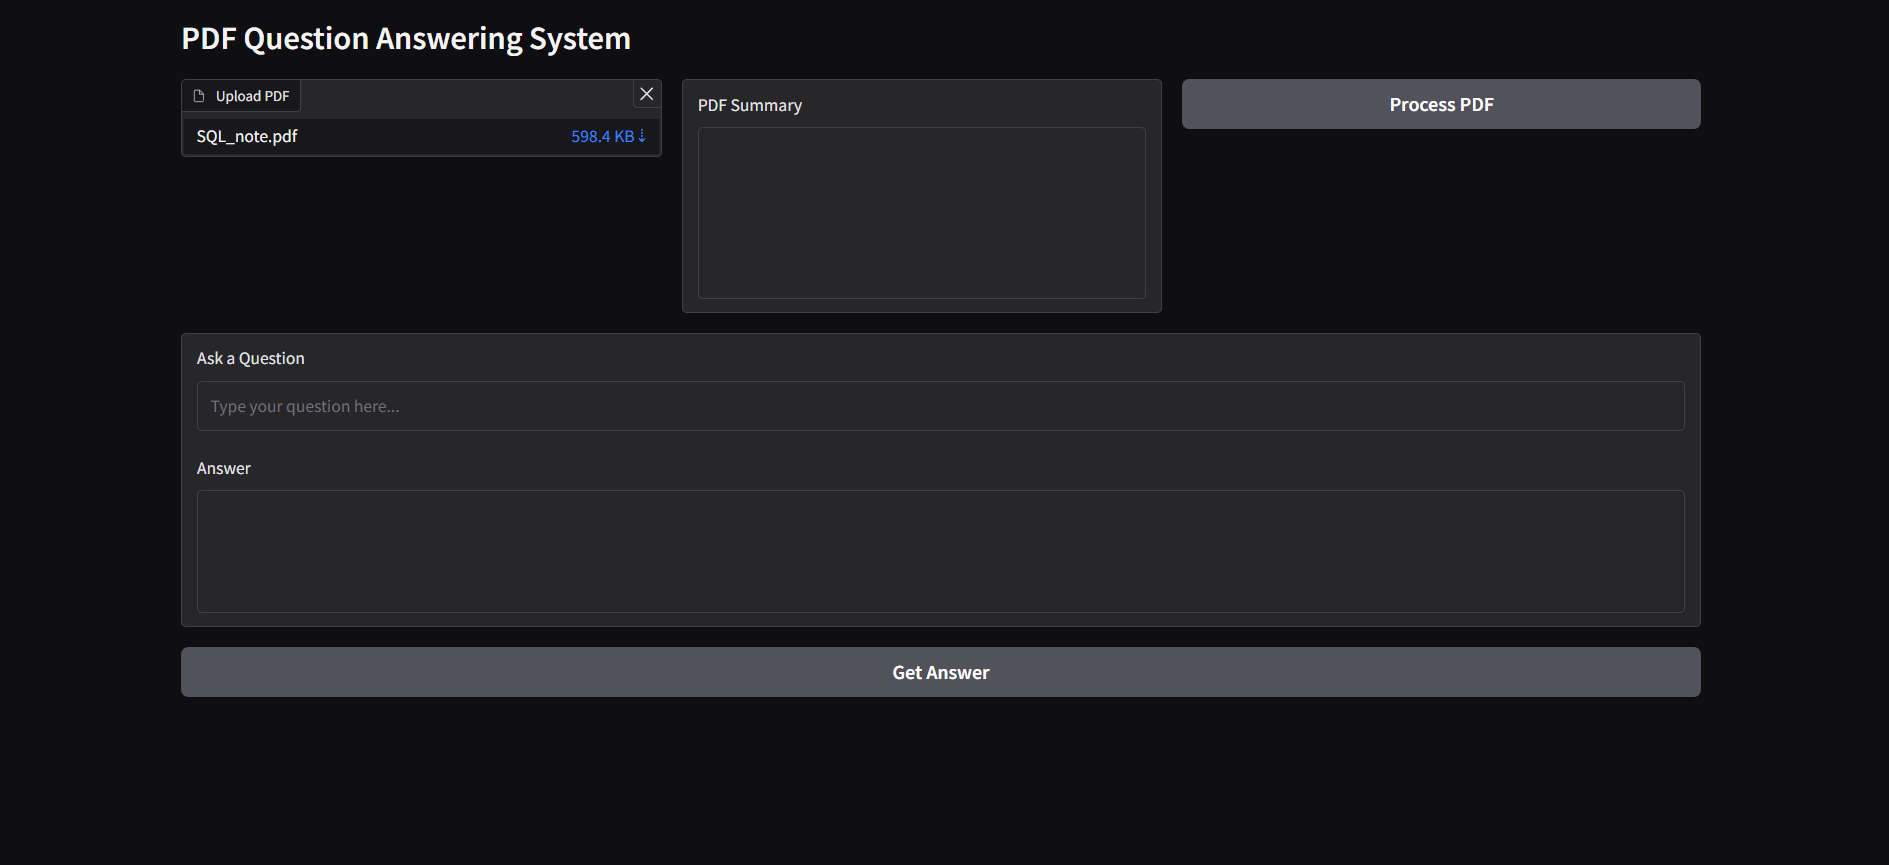 PDF Question Answering System
Upload PDF
SQL_note.pdf 598.4 KB↓
PDF Summary
Process PDF
Ask a Question
Type your question here...
Answer
Get Answer